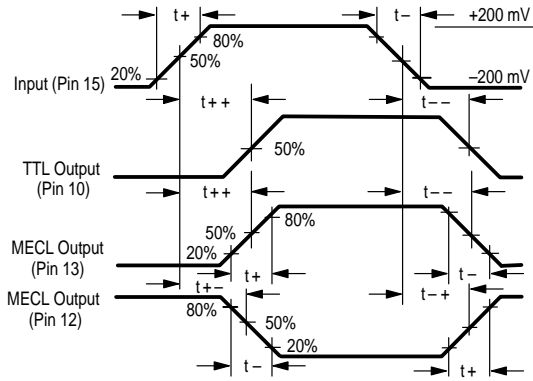 t+ t– +200 mV
80%
50%
20%
Input (Pin 15) –200 mV
t++ t––
50%
TTL Output
(Pin 10)
t++ t––
80%
50%
MECL Output
(Pin 13)
20%
t+ t–
MECL Output
(Pin 12)
t+– t–+
80%
50%
20%
t– t+